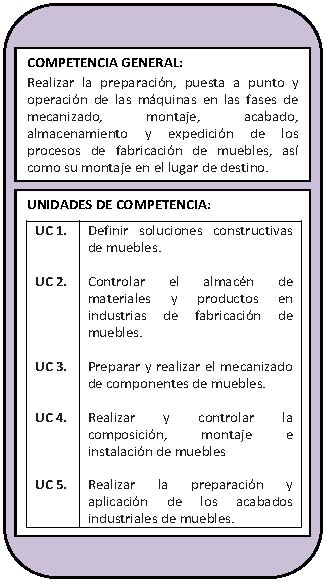 COMPETENCIA GENERAL:
Realizar la preparación, puesta a punto y
operación de las máquinas en las fases de
mecanizado, montaje, acabado,
almacenamiento y expedición de los
procesos de fabricación de muebles, así
como su montaje en el lugar de destino.
UNIDADES DE COMPETENCIA:
UC 1. Definir soluciones constructivas
de muebles.
UC 2. Controlar el almacén de
materiales y productos en
industrias de fabricación de
muebles.
UC 3. Preparar y realizar el mecanizado
de componentes de muebles.
UC 4. Realizar y controlar la
composición, montaje e
instalación de muebles
UC 5. Realizar la preparación y
aplicación de los acabados
industriales de muebles.